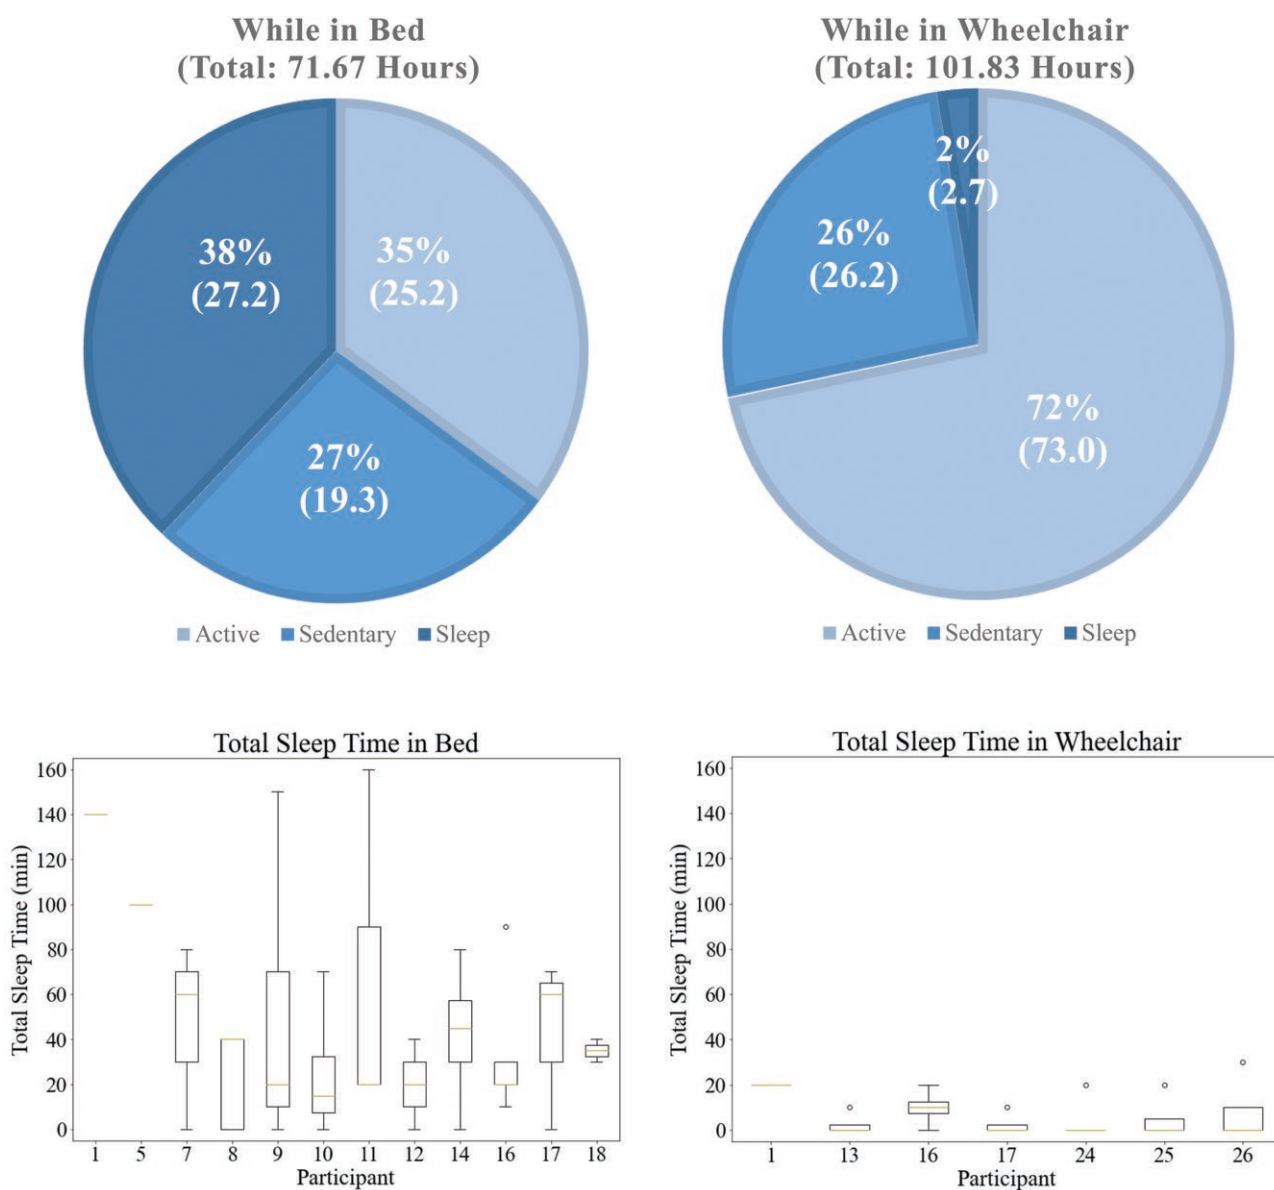 While in Bed
(Total: 71.67 Hours)
38%
(27.2)
35%
(25.2)
27%
(19.3)
Active Sedentary Sleep
While in Wheelchair
(Total: 101.83 Hours)
2%
(2.7)
26%
(26.2)
72%
(73.0)
Active Sedentary Sleep
Total Sleep Time in Bed
Total Sleep Time (min)
160
140
120
100
80
60
40
20
0
1 5 7 8 9 10 11 12 14 16 17 18
Participant
Total Sleep Time in Wheelchair
Total Sleep Time (min)
160
140
120
100
80
60
40
20
0
1 13 16 17 24 25 26
Participant